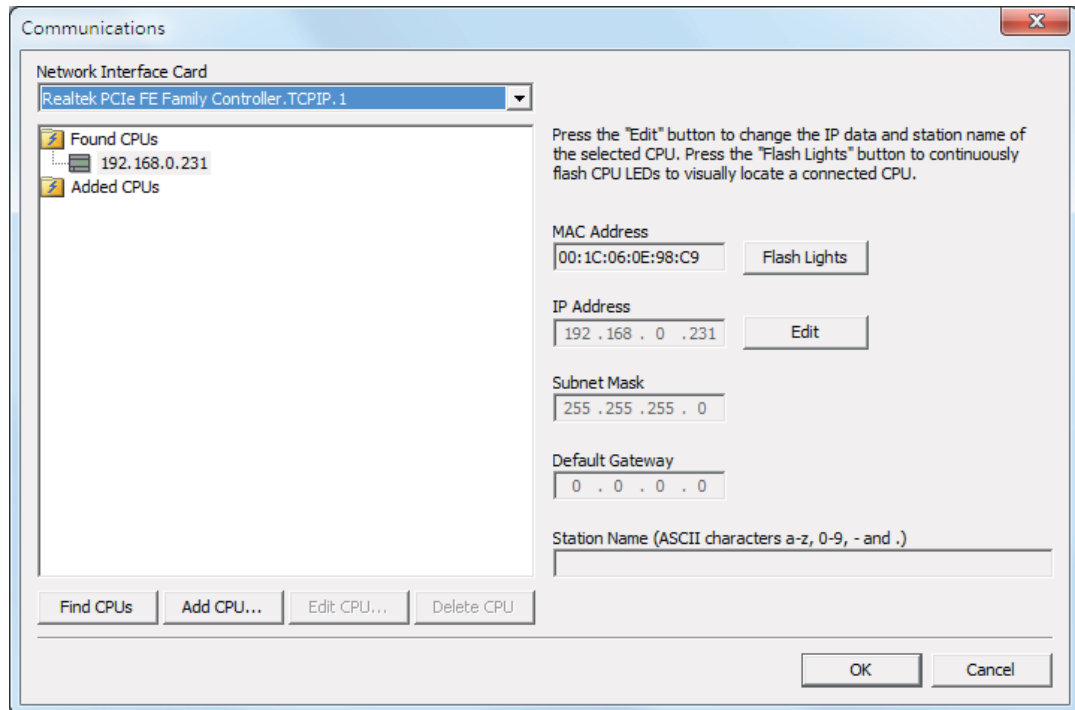 Communications
Network Interface Card
Realtek PCIe FE Family Controller.TCPIP.1
Found CPUs
192.168.0.231
Added CPUs
Press the "Edit" button to change the IP data and station name of
the selected CPU. Press the "Flash Lights" button to continuously
flash CPU LEDs to visually locate a connected CPU.
MAC Address
00:1C:06:0E:98:C9
Flash Lights
IP Address
192 . 168 . 0 . 231
Edit
Subnet Mask
255 . 255 . 255 . 0
Default Gateway
0 . 0 . 0 . 0
Station Name (ASCII characters a-z, 0-9, - and .)
Find CPUs
Add CPU...
Edit CPU...
Delete CPU
OK
Cancel